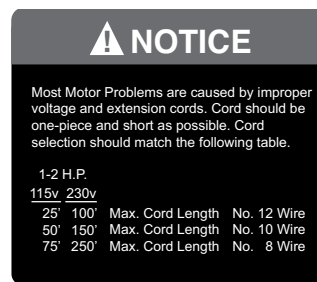 NOTICE
Most Motor Problems are caused by improper
voltage and extension cords. Cord should be
one-piece and short as possible. Cord
selection should match the following table.
1-2 H.P.
115v 230v
25' 100' Max. Cord Length No. 12 Wire
50' 150' Max. Cord Length No. 10 Wire
75' 250' Max. Cord Length No. 8 Wire